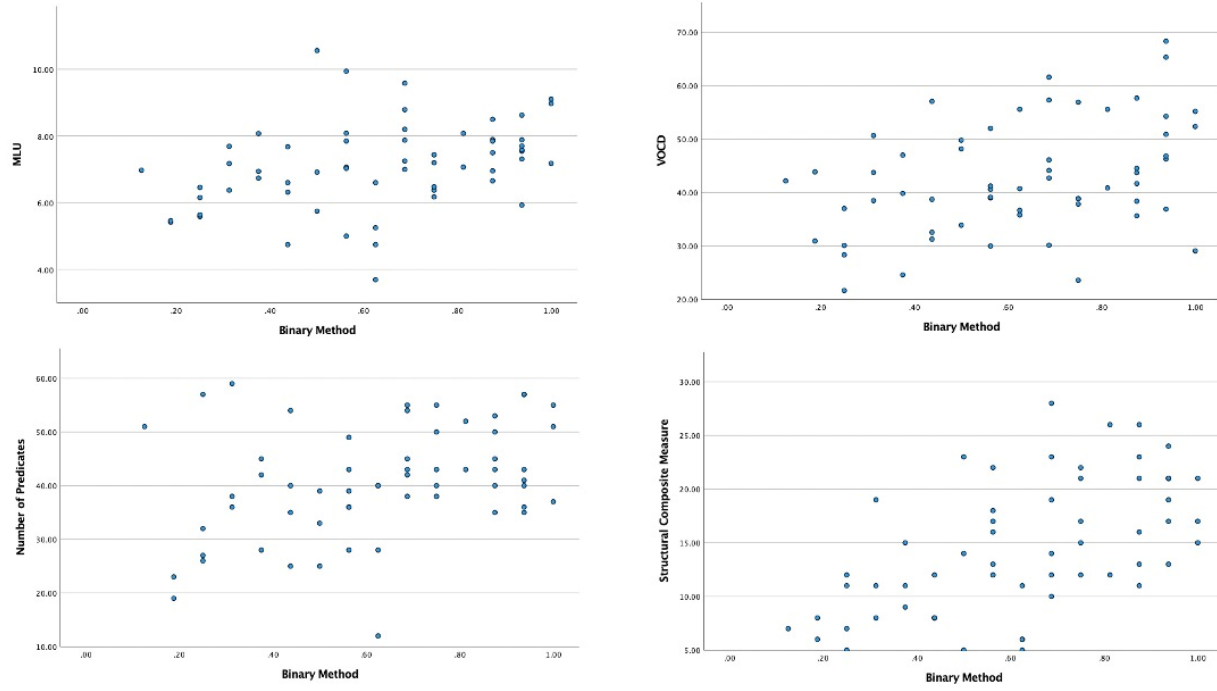 MLU
10.00
8.00
6.00
4.00
.00 .20 .40 .60 .80 1.00
Binary Method
VOCD
70.00
60.00
50.00
40.00
30.00
20.00
.00 .20 .40 .60 .80 1.00
Binary Method
Number of Predicates
60.00
50.00
40.00
30.00
20.00
10.00
.00 .20 .40 .60 .80 1.00
Binary Method
Structural Composite Measure
30.00
25.00
20.00
15.00
10.00
5.00
.00 .20 .40 .60 .80 1.00
Binary Method